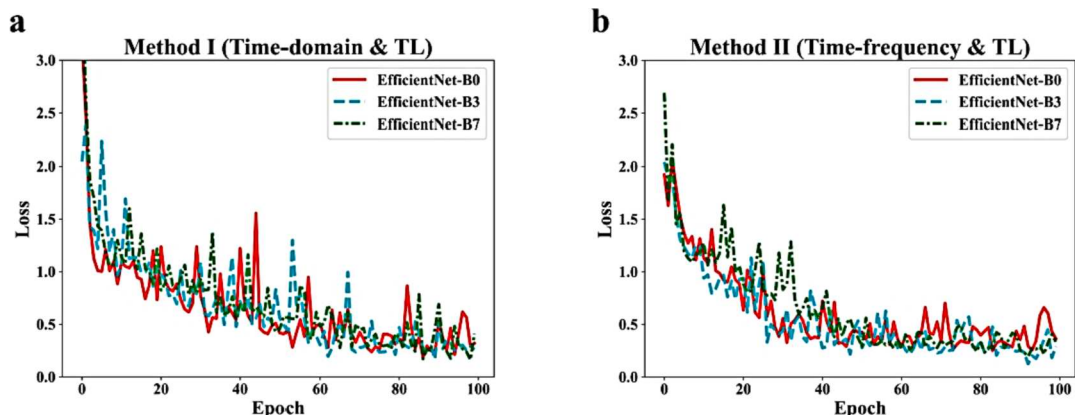 a
Method I (Time-domain & TL)
3.0
2.5
2.0
1.5
1.0
0.5
0.0
Loss
EfficientNet-B0
EfficientNet-B3
EfficientNet-B7
0 20 40 60 80 100
Epoch
b
Method II (Time-frequency & TL)
3.0
2.5
2.0
1.5
1.0
0.5
0.0
Loss
EfficientNet-B0
EfficientNet-B3
EfficientNet-B7
0 20 40 60 80 100
Epoch